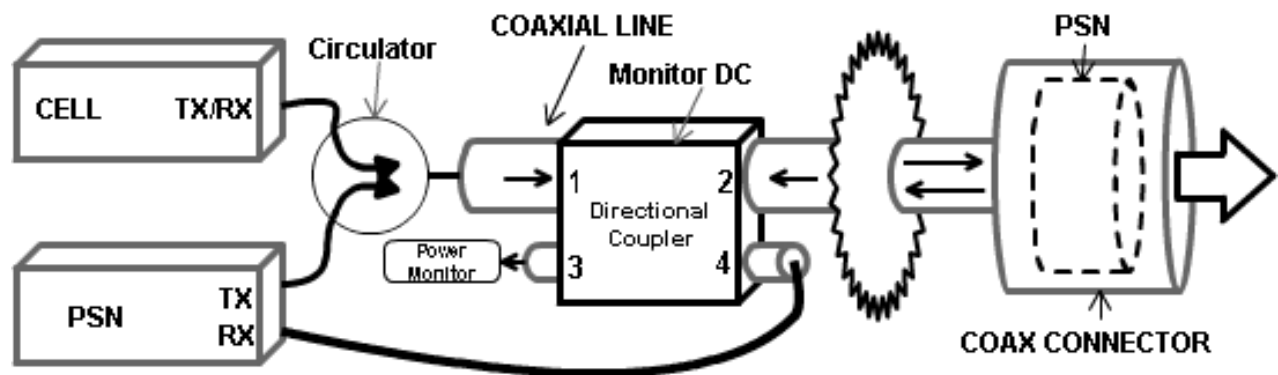 COAXIAL LINE
PSN
Circulator
Monitor DC
CELL TX/RX
1
2
Directional
Coupler
Power
Monitor
3
4
TX
PSN
RX
COAX CONNECTOR